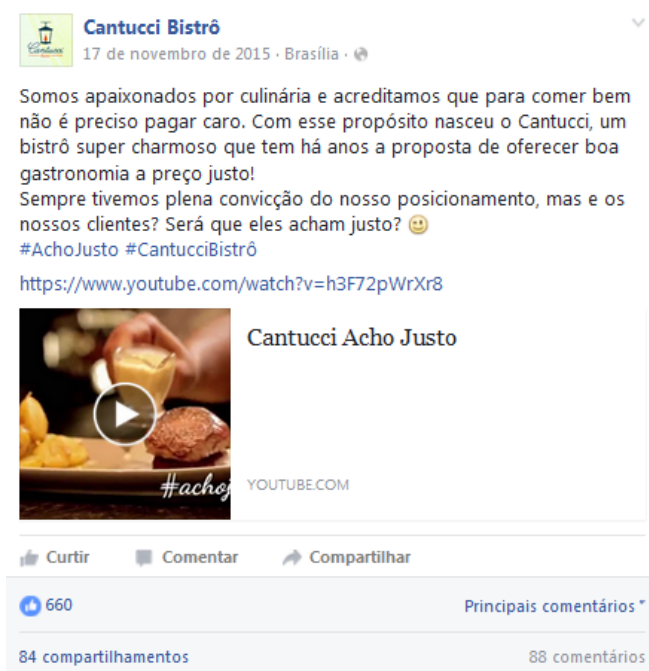 Cantucci
Cantucci Bistrô
17 de novembro de 2015 · Brasília ·
Somos apaixonados por culinária e acreditamos que para comer bem
não é preciso pagar caro. Com esse propósito nasceu o Cantucci, um
bistrô super charmoso que tem há anos a proposta de oferecer boa
gastronomia a preço justo!
Sempre tivemos plena convicção do nosso posicionamento, mas e os
nossos clientes? Será que eles acham justo?
#AchoJusto #CantucciBistrô
https://www.youtube.com/watch?v=h3F72pWrXr8
Cantucci Acho Justo
#achoj
YOUTUBE.COM
Curtir Comentar Compartilhar
660 Principais comentários
84 compartilhamentos 88 comentários